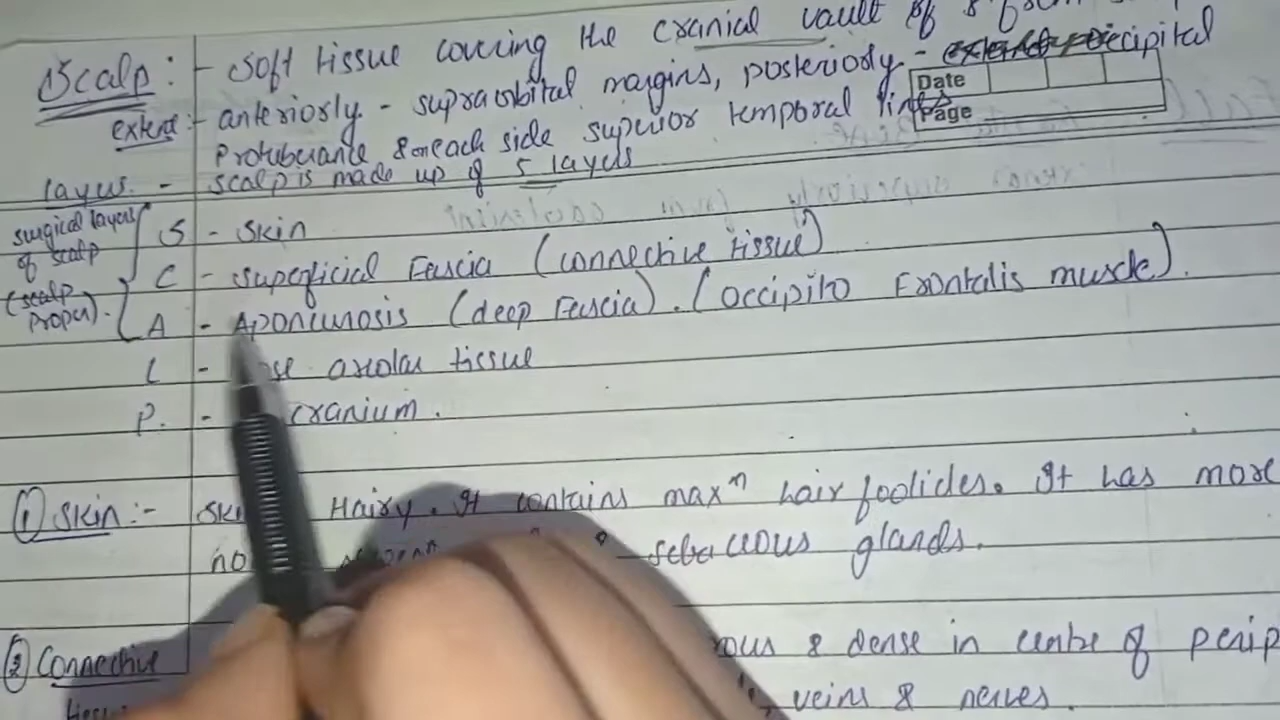 Scalp :- Soft tissue covering the cranial vault of
extent :- anteriorly - supraorbital margins, posteriorly - occipital
Protuberance & on each side superior temporal lines
Date
Page
layers - scalp is made up of 5 layers
surgical layers of scalp (scalp proper).
S - Skin
C - Superficial Fascia (connective tissue)
A - Aponeurosis (deep Fascia). (Occipito Frontalis muscle).
L - areolar tissue
P. - cranium.
① Skin :- Hairy. It contains maxᵐ hair foolicles. It has more
no sebaceous glands.
② Connective & dense in centre of
veins & nerves.